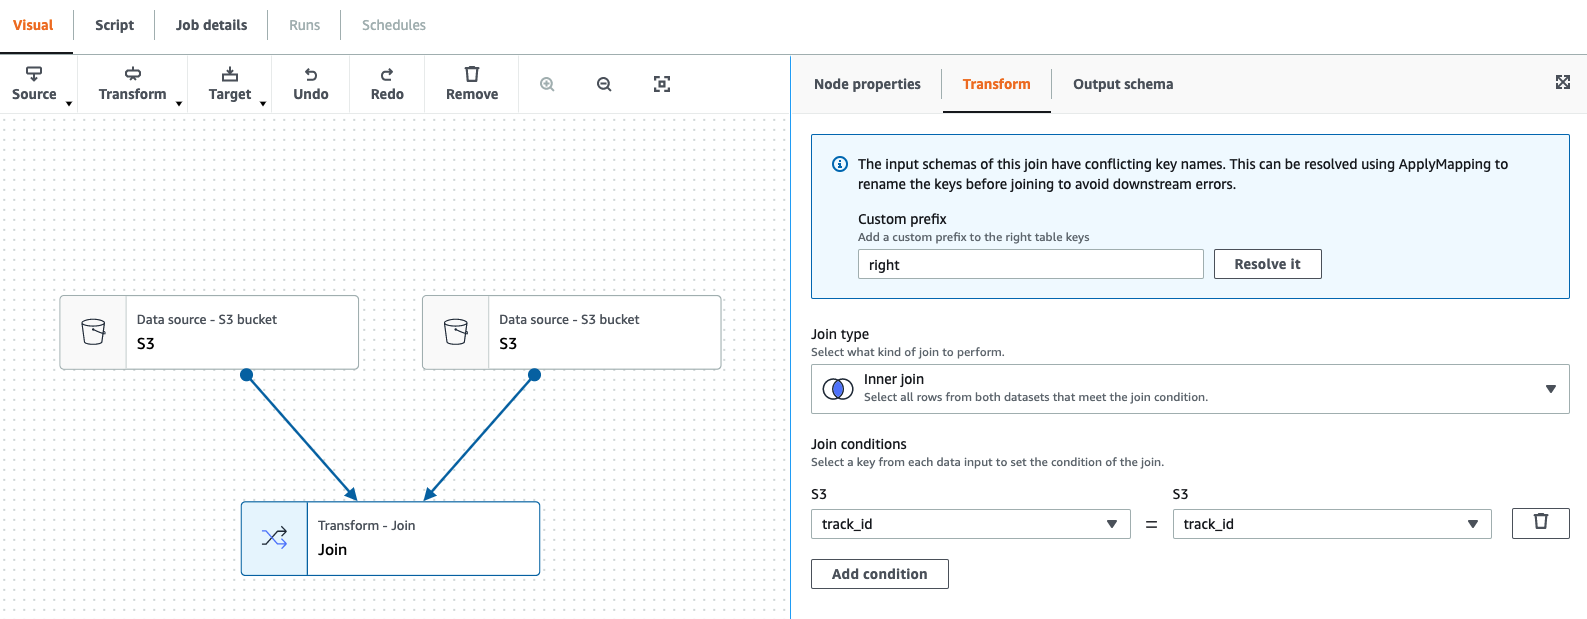 Visual
Script
Job details
Runs
Schedules
Source
Transform
Target
Undo
Redo
Remove
Node properties
Transform
Output schema
The input schemas of this join have conflicting key names. This can be resolved using ApplyMapping to
rename the keys before joining to avoid downstream errors.
Custom prefix
Add a custom prefix to the right table keys
right
Resolve it
Data source - S3 bucket
S3
Data source - S3 bucket
S3
Transform - Join
Join
Join type
Select what kind of join to perform.
Inner join
Select all rows from both datasets that meet the join condition.
Join conditions
Select a key from each data input to set the condition of the join.
S3
S3
track_id
=
track_id
Add condition